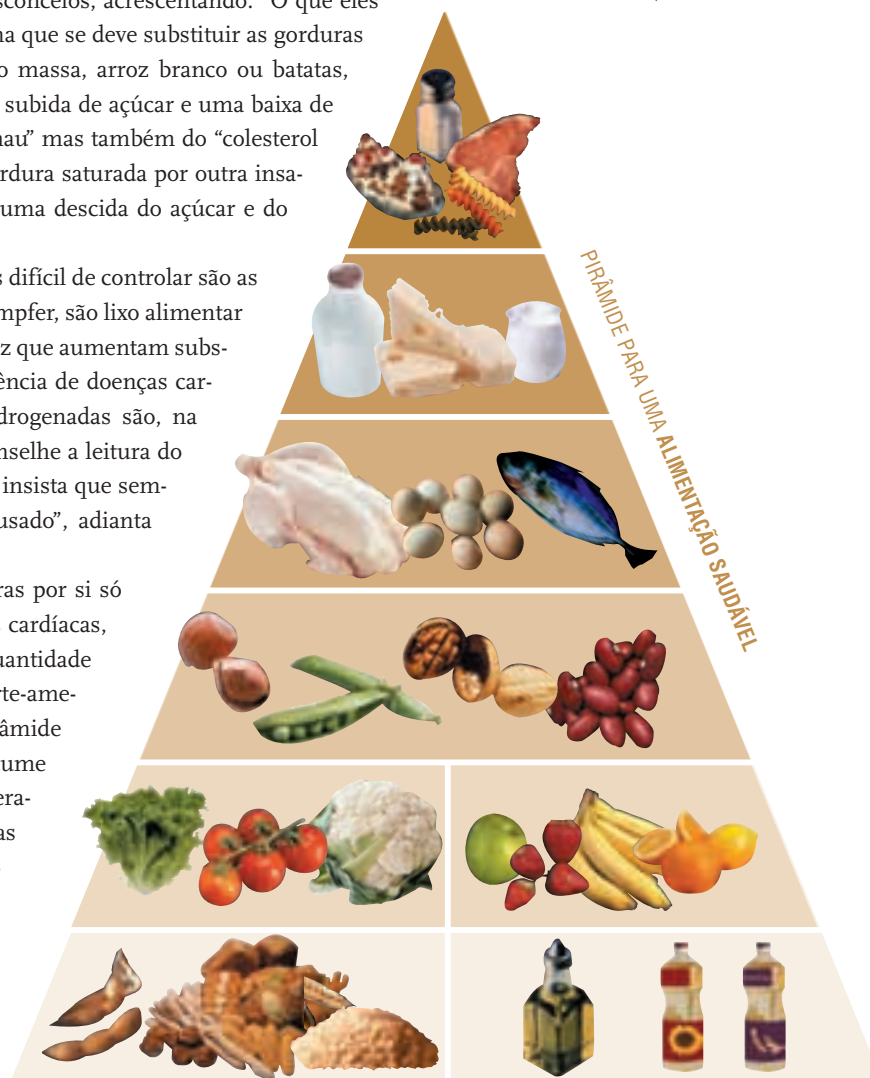 sconcelos, acrescentando: “O que eles
na que se deve substituir as gorduras
o massa, arroz branco ou batatas,
subida de açúcar e uma baixa de
nau” mas também do “colesterol
rdura saturada por outra insa-
uma descida do açúcar e do
s difícil de controlar são as
mpfer, são lixo alimentar
z que aumentam subs-
ência de doenças car-
drogenadas são, na
nselhe a leitura do
insista que sem-
usado”, adianta
ras por si só
s cardíacas,
uantidade
rte-ame-
âmide
ume
era-
as
PIRÂMIDE PARA UMA ALIMENTAÇÃO SAUDÁVEL